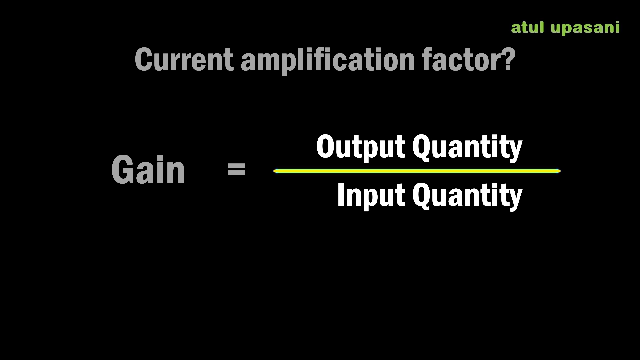 atul upasani
Current amplification factor?
Output Quantity
Gain =
Input Quantity